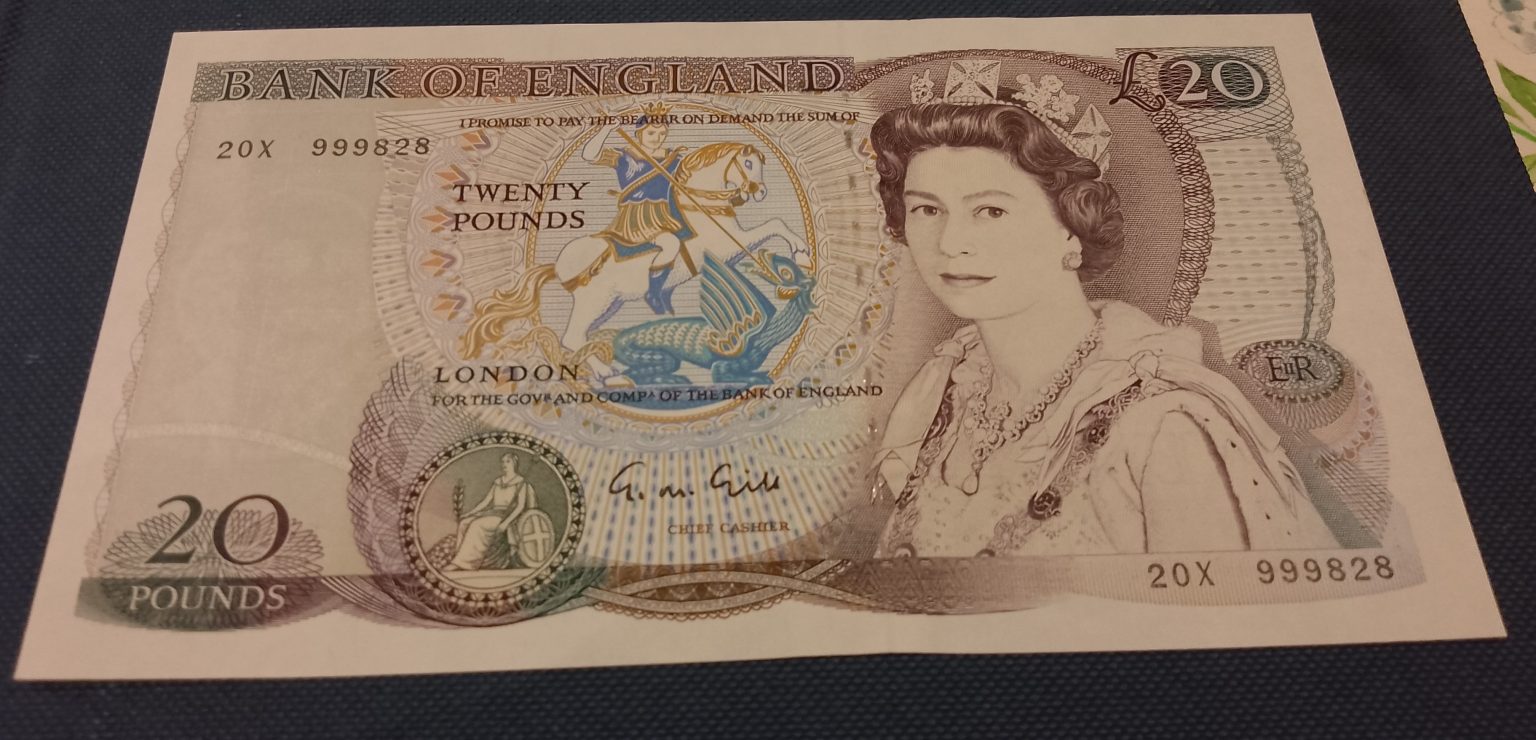 BANK OF ENGLAND
£20
I PROMISE TO PAY THE BEARER ON DEMAND THE SUM OF
20X 999828
TWENTY
POUNDS
EIIR
LONDON
FOR THE GOVR AND COMPA OF THE BANK OF ENGLAND
G. M. Gill
CHIEF CASHIER
20
POUNDS
20X 999828